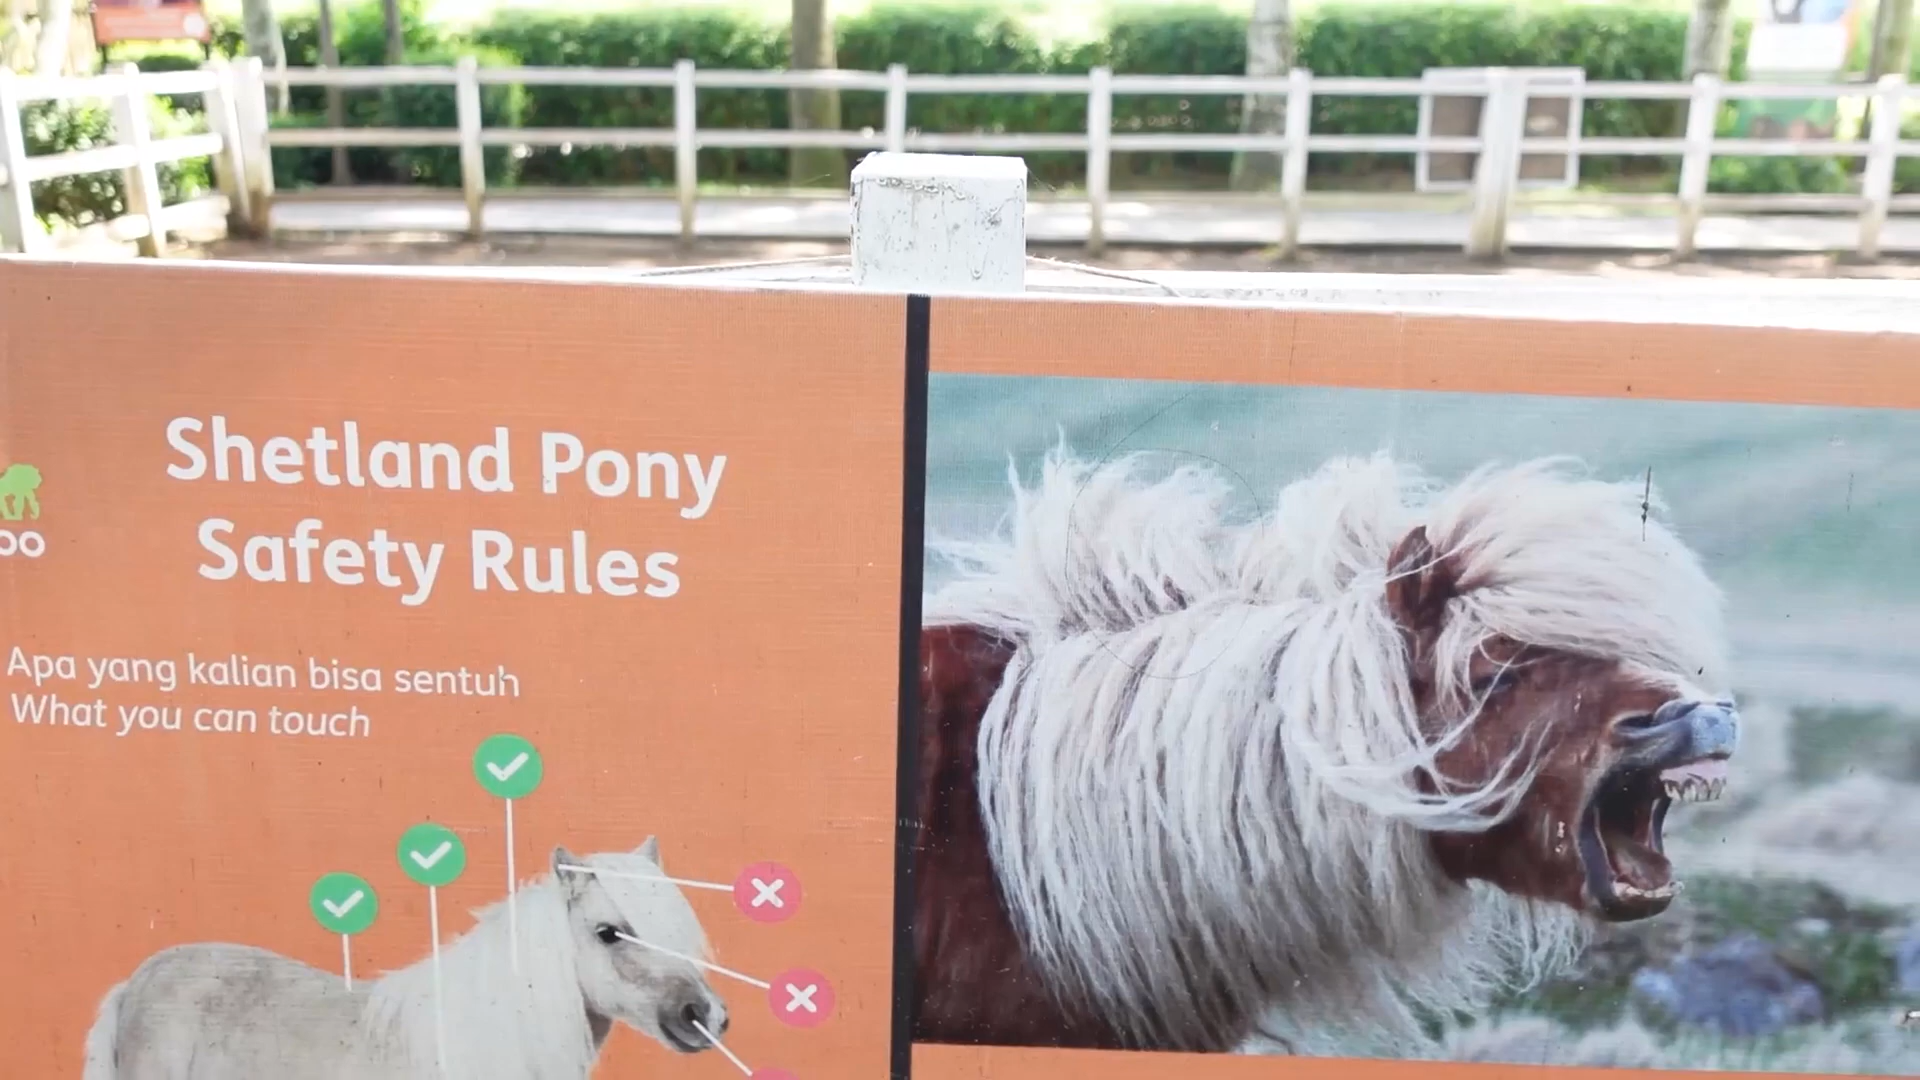 Shetland Pony
Safety Rules
Apa yang kalian bisa sentuh
What you can touch